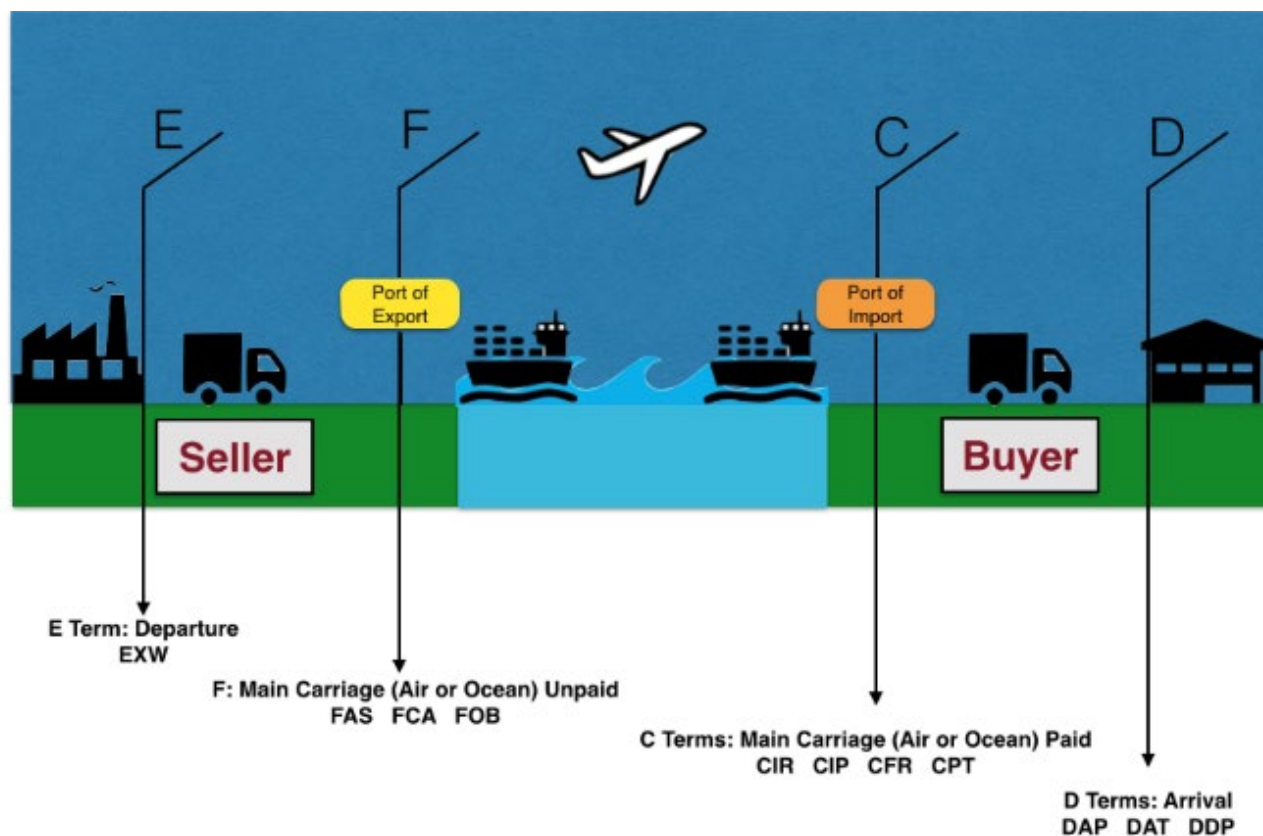 E
F
C
D
Port of
Export
Port of
Import
Seller
Buyer
E Term: Departure
EXW
F: Main Carriage (Air or Ocean) Unpaid
FAS FCA FOB
C Terms: Main Carriage (Air or Ocean) Paid
CIR CIP CFR CPT
D Terms: Arrival
DAP DAT DDP